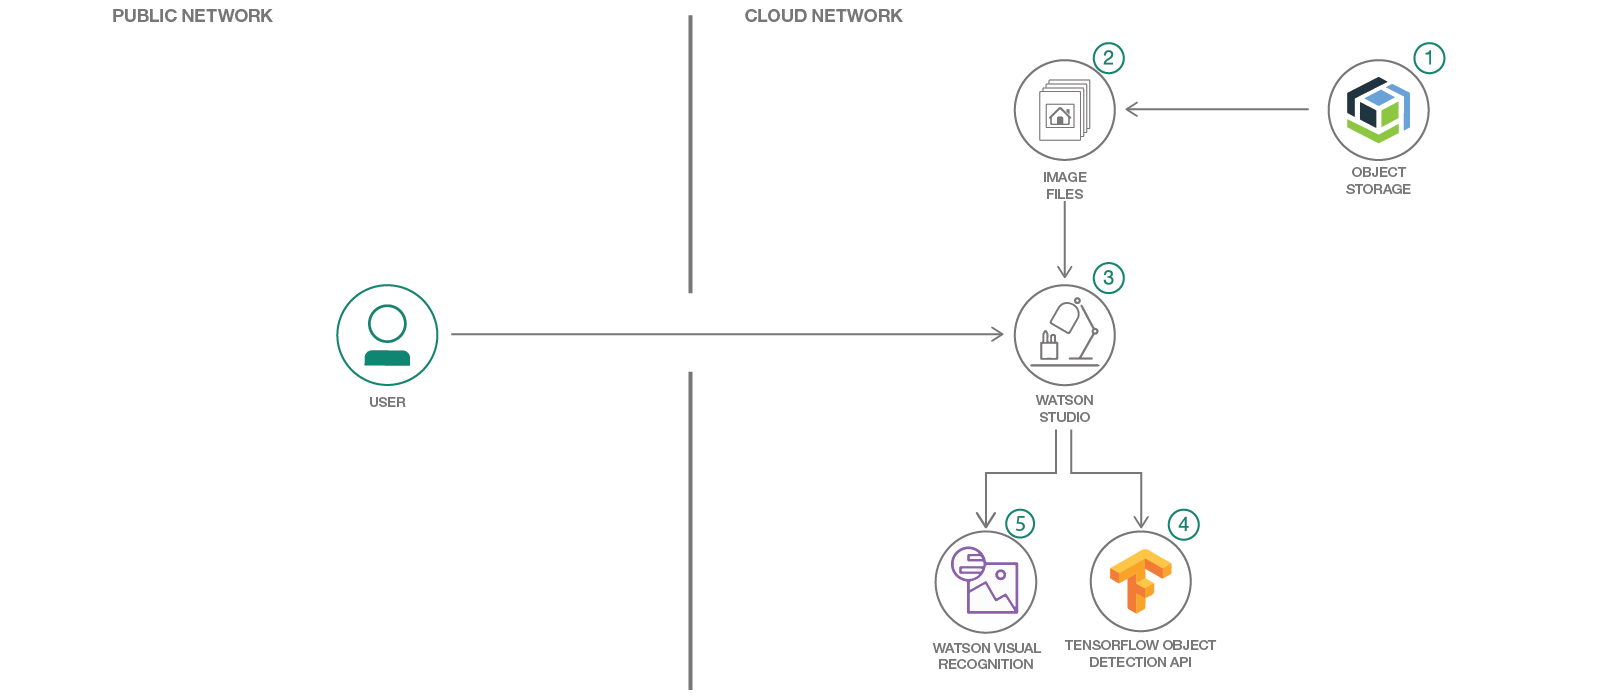 PUBLIC NETWORK
CLOUD NETWORK
2
1
IMAGE
FILES
OBJECT
STORAGE
3
USER
WATSON
STUDIO
5
4
WATSON VISUAL
RECOGNITION
TENSORFLOW OBJECT
DETECTION API